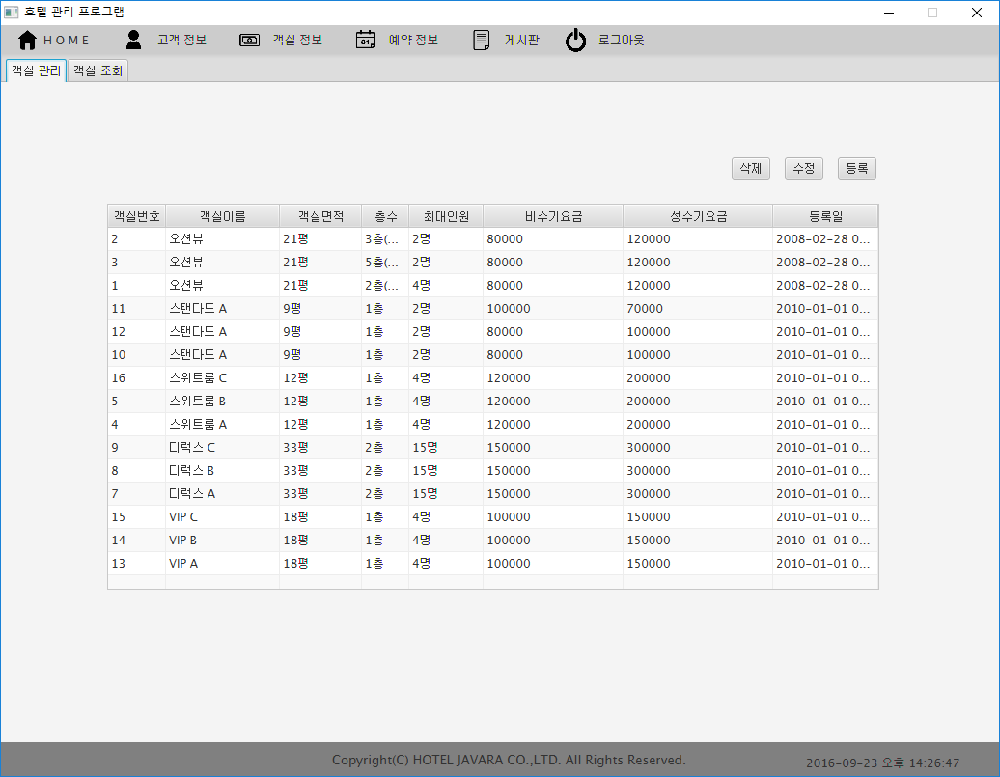 호텔 관리 프로그램
HOME 고객 정보 객실 정보 예약 정보 게시판 로그아웃
객실 관리 객실 조회
삭제 수정 등록
객실번호 객실이름 객실면적 층수 최대인원 비수기요금 성수기요금 등록일
2 오션뷰 21평 3층(... 2명 80000 120000 2008-02-28 0...
3 오션뷰 21평 5층(... 2명 80000 120000 2008-02-28 0...
1 오션뷰 21평 2층(... 4명 80000 120000 2008-02-28 0...
11 스탠다드 A 9평 1층 2명 100000 70000 2010-01-01 0...
12 스탠다드 A 9평 1층 2명 80000 100000 2010-01-01 0...
10 스탠다드 A 9평 1층 2명 80000 100000 2010-01-01 0...
16 스위트룸 C 12평 1층 4명 120000 200000 2010-01-01 0...
5 스위트룸 B 12평 1층 4명 120000 200000 2010-01-01 0...
4 스위트룸 A 12평 1층 4명 120000 200000 2010-01-01 0...
9 디럭스 C 33평 2층 15명 150000 300000 2010-01-01 0...
8 디럭스 B 33평 2층 15명 150000 300000 2010-01-01 0...
7 디럭스 A 33평 2층 15명 150000 300000 2010-01-01 0...
15 VIP C 18평 1층 4명 100000 150000 2010-01-01 0...
14 VIP B 18평 1층 4명 100000 150000 2010-01-01 0...
13 VIP A 18평 1층 4명 100000 150000 2010-01-01 0...
Copyright(C) HOTEL JAVARA CO.,LTD. All Rights Reserved.
2016-09-23 오후 14:26:47